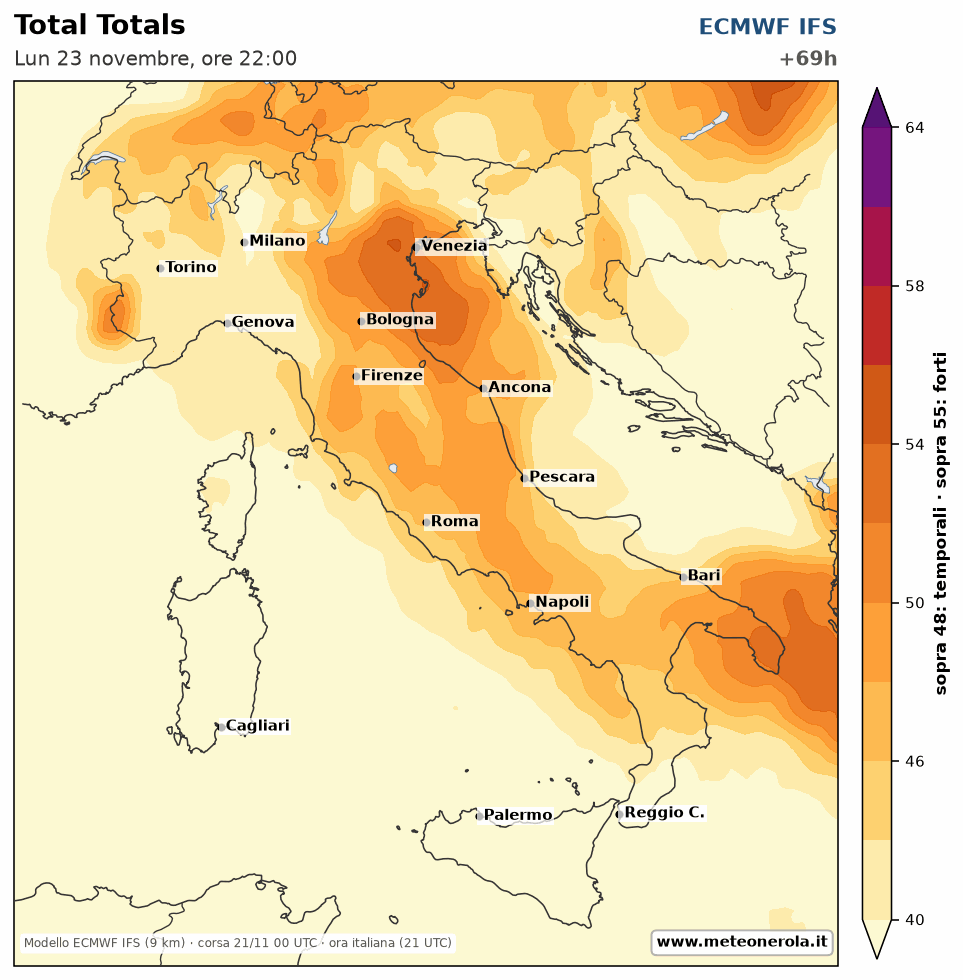 Total Totals
ECMWF IFS
Lun 23 novembre, ore 22:00
+69h
Milano
Venezia
Torino
Genova
Bologna
Firenze
Ancona
Pescara
Roma
Bari
Napoli
Cagliari
Palermo
Reggio C.
64
58
54
50
46
40
sopra 48: temporali · sopra 55: forti
Modello ECMWF IFS (9 km) · corsa 21/11 00 UTC · ora italiana (21 UTC)
www.meteonerola.it